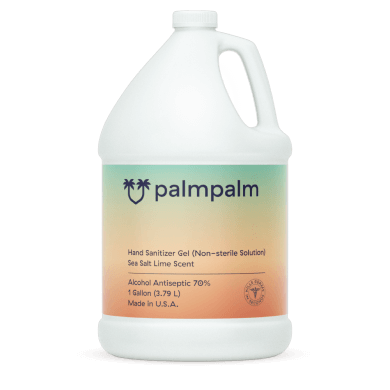 palmpalm
Hand Sanitizer Gel (Non-sterile Solution)
Sea Salt Lime Scent
Alcohol Antiseptic 70%
1 Gallon (3.79 L)
Made in U.S.A.